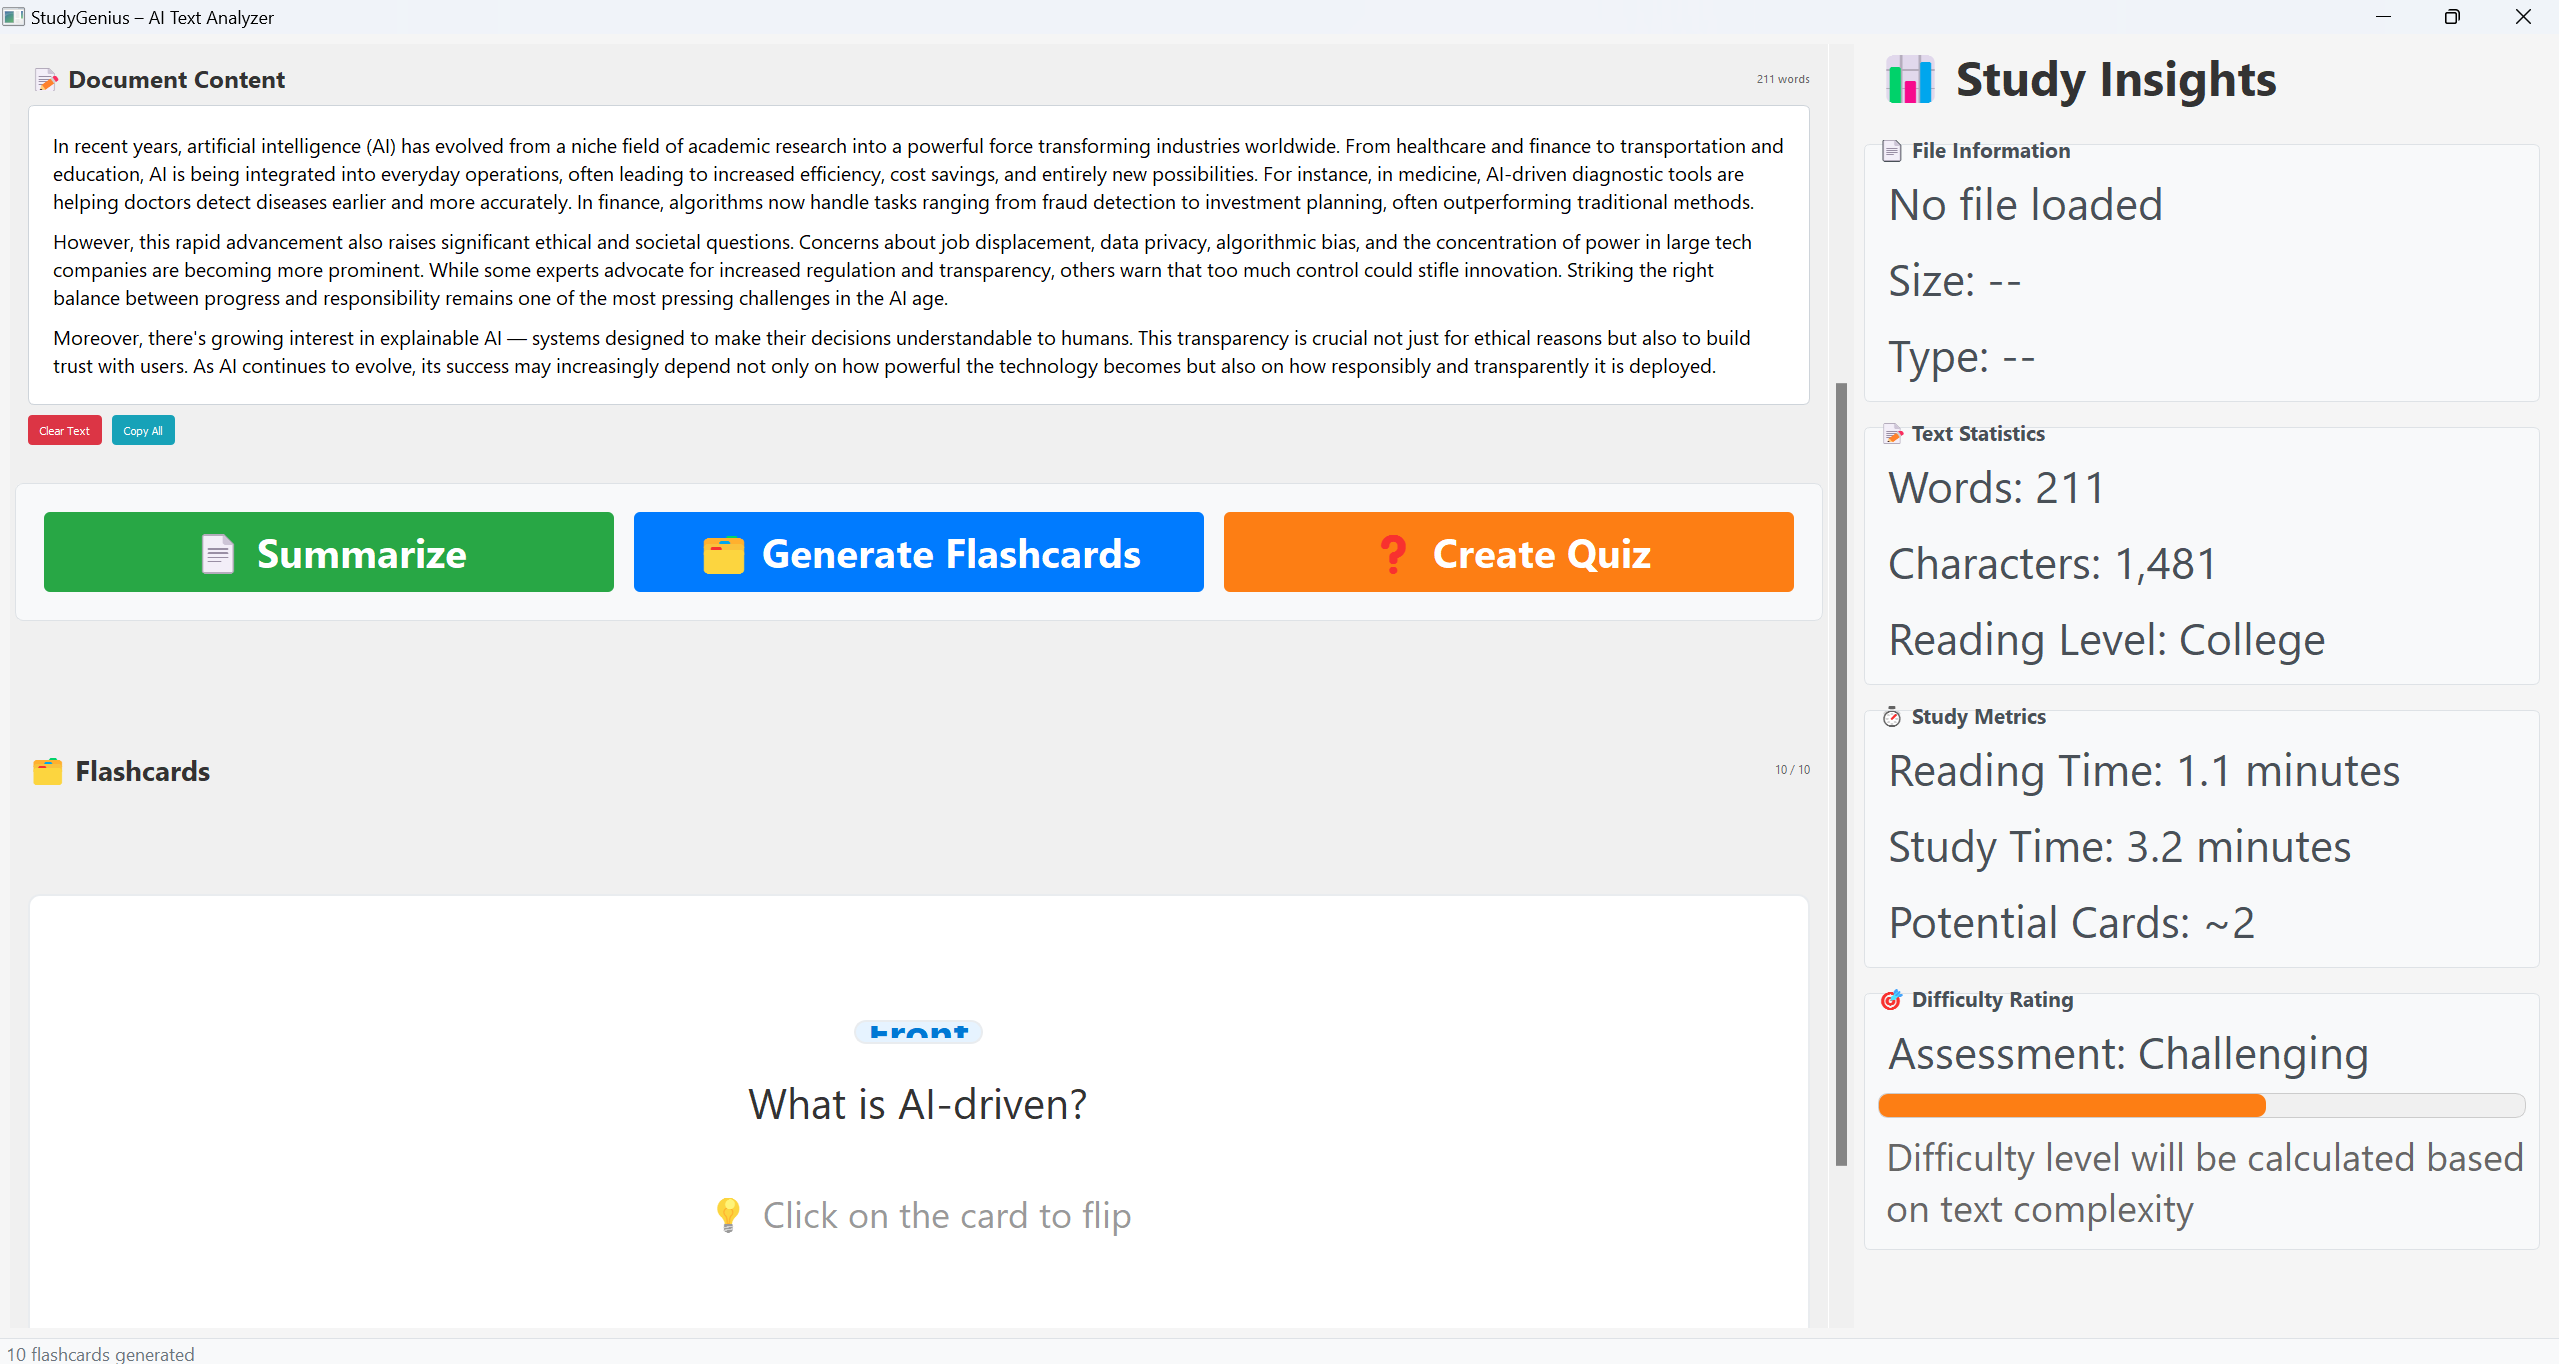 StudyGenius – AI Text Analyzer
Document Content
211 words
In recent years, artificial intelligence (AI) has evolved from a niche field of academic research into a powerful force transforming industries worldwide. From healthcare and finance to transportation and
education, AI is being integrated into everyday operations, often leading to increased efficiency, cost savings, and entirely new possibilities. For instance, in medicine, AI-driven diagnostic tools are
helping doctors detect diseases earlier and more accurately. In finance, algorithms now handle tasks ranging from fraud detection to investment planning, often outperforming traditional methods.
However, this rapid advancement also raises significant ethical and societal questions. Concerns about job displacement, data privacy, algorithmic bias, and the concentration of power in large tech
companies are becoming more prominent. While some experts advocate for increased regulation and transparency, others warn that too much control could stifle innovation. Striking the right
balance between progress and responsibility remains one of the most pressing challenges in the AI age.
Moreover, there's growing interest in explainable AI — systems designed to make their decisions understandable to humans. This transparency is crucial not just for ethical reasons but also to build
trust with users. As AI continues to evolve, its success may increasingly depend not only on how powerful the technology becomes but also on how responsibly and transparently it is deployed.
Clear Text
Copy All
Summarize
Generate Flashcards
Create Quiz
Flashcards
10 / 10
Front
What is AI-driven?
Click on the card to flip
10 flashcards generated
Study Insights
File Information
No file loaded
Size: --
Type: --
Text Statistics
Words: 211
Characters: 1,481
Reading Level: College
Study Metrics
Reading Time: 1.1 minutes
Study Time: 3.2 minutes
Potential Cards: ~2
Difficulty Rating
Assessment: Challenging
Difficulty level will be calculated based
on text complexity